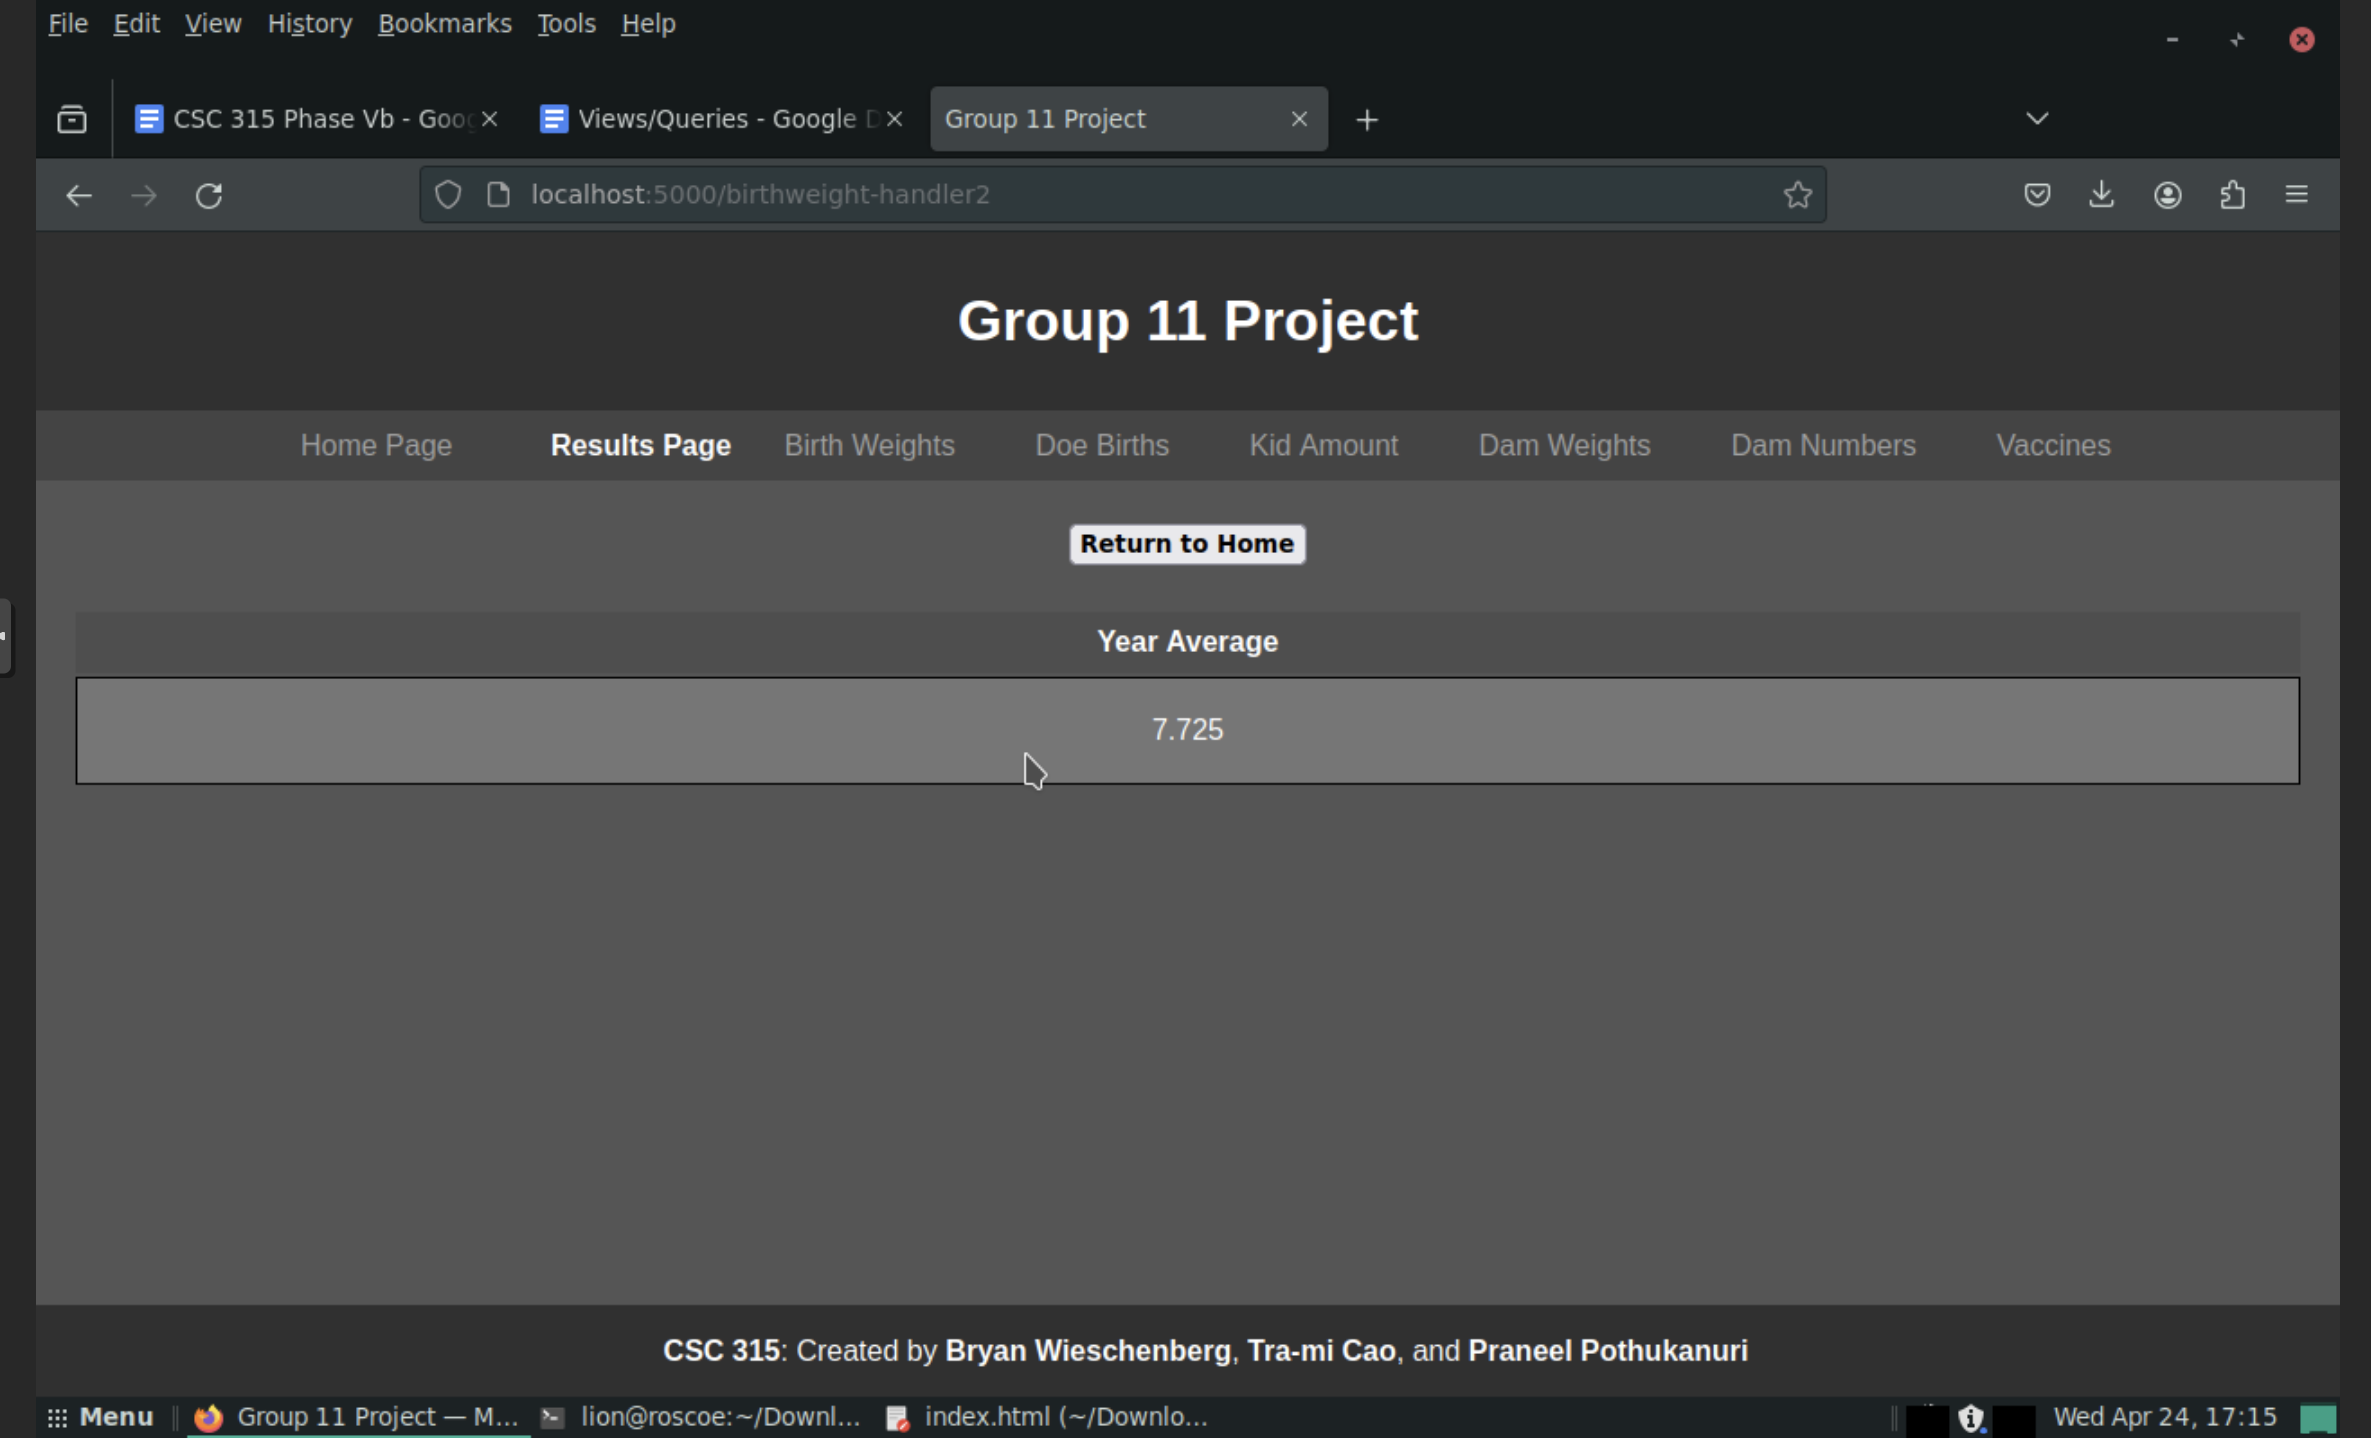 File Edit View History Bookmarks Tools Help
CSC 315 Phase Vb - Goog
Views/Queries - Google D
Group 11 Project
localhost:5000/birthweight-handler2
Group 11 Project
Home Page Results Page Birth Weights Doe Births Kid Amount Dam Weights Dam Numbers Vaccines
Return to Home
Year Average
7.725
CSC 315: Created by Bryan Wieschenberg, Tra-mi Cao, and Praneel Pothukanuri
Menu Group 11 Project — M... lion@roscoe:~/Downl... index.html (~/Downlo... Wed Apr 24, 17:15